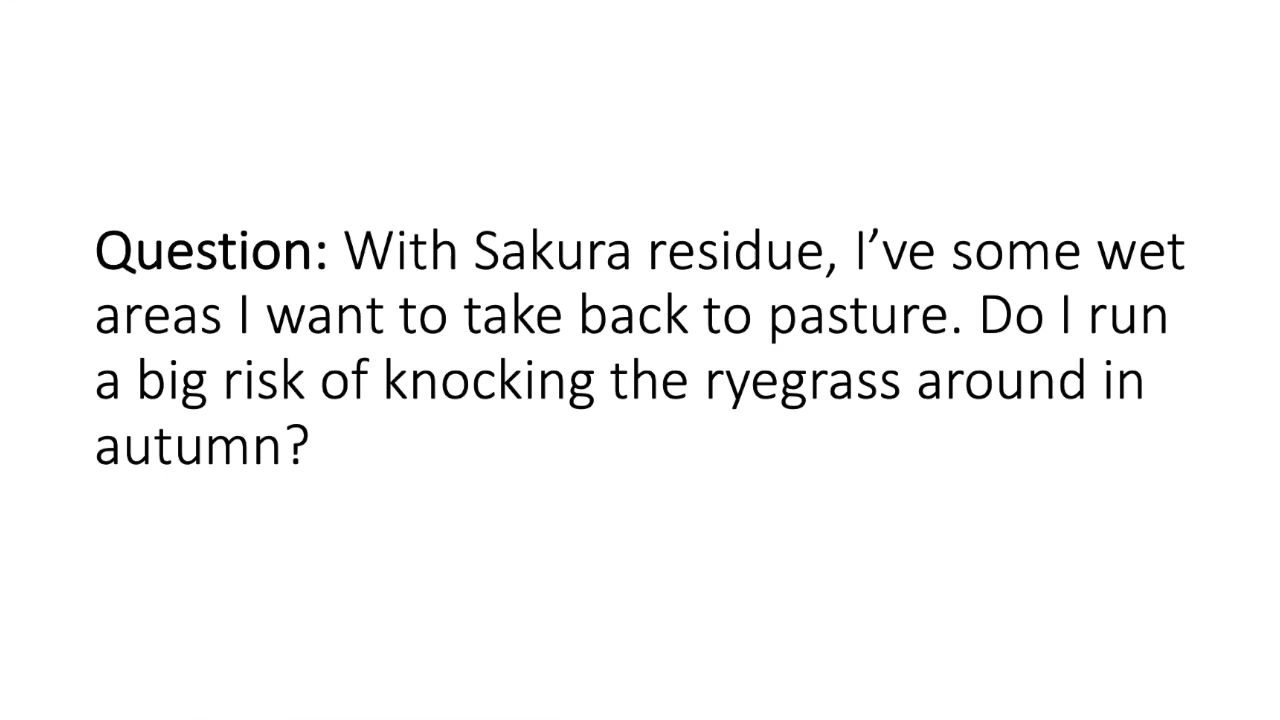 Question: With Sakura residue, I’ve some wet
areas I want to take back to pasture. Do I run
a big risk of knocking the ryegrass around in
autumn?